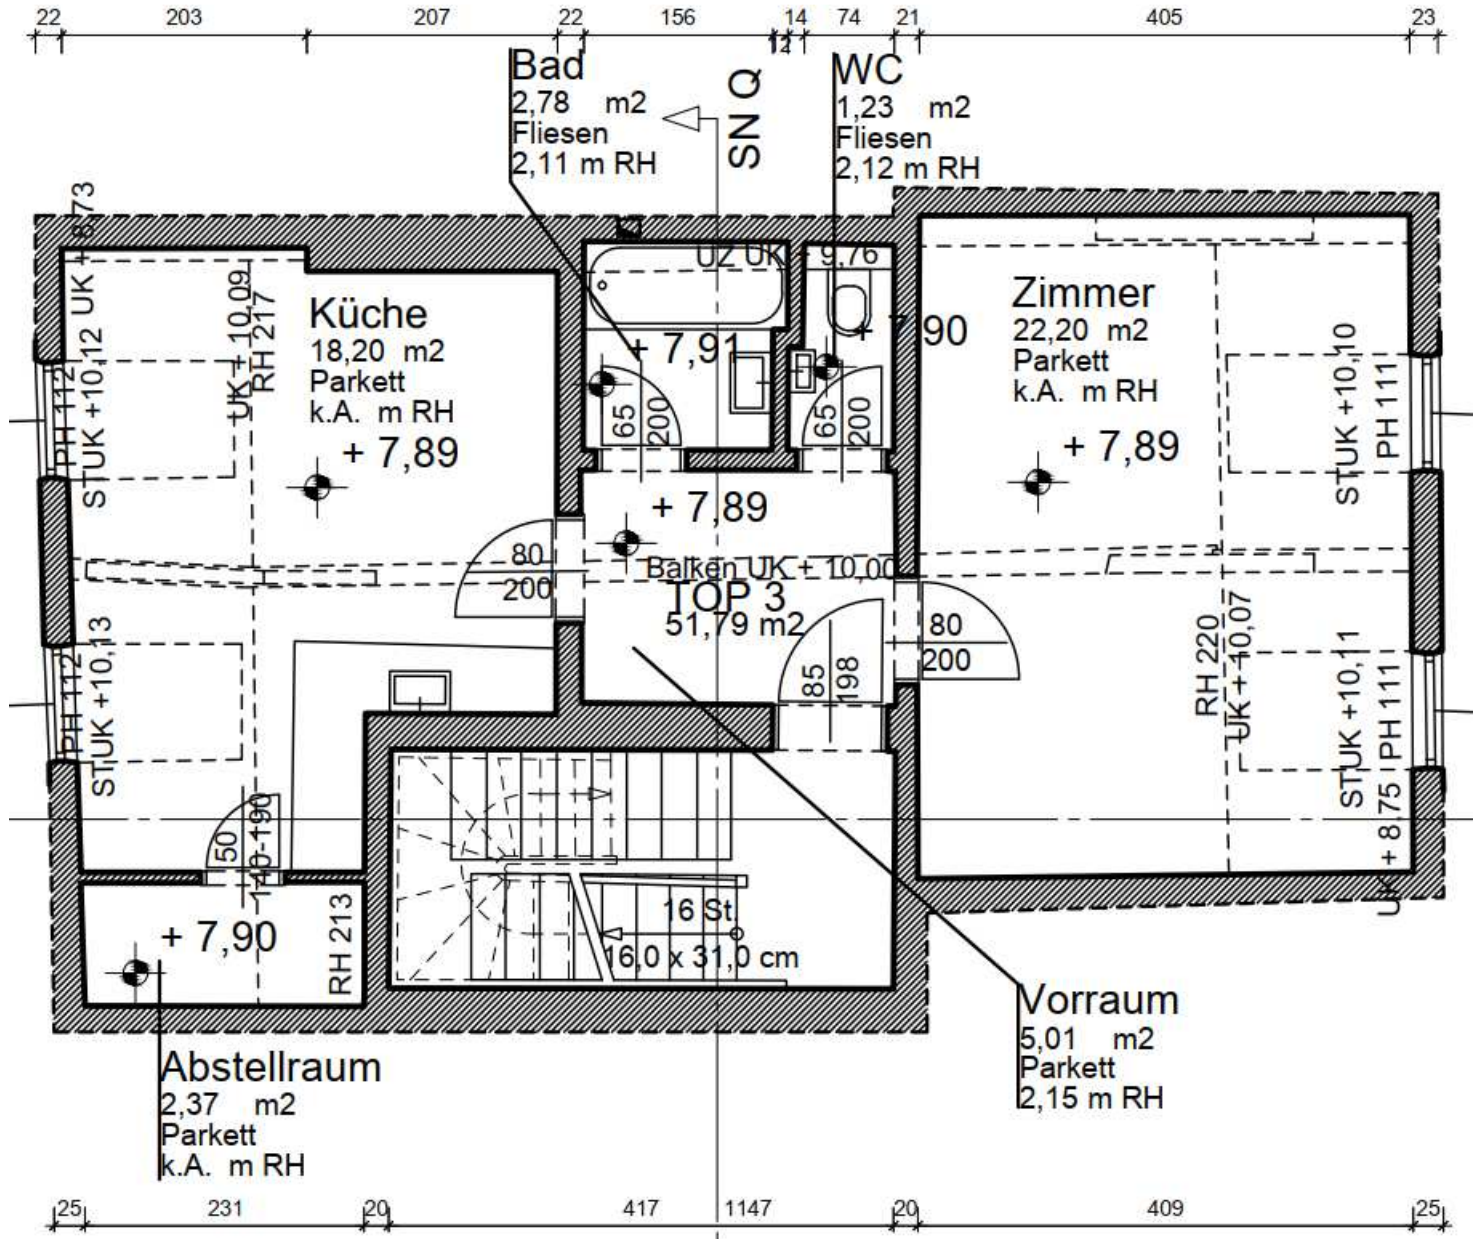 22 203 207 22 156 12 14 74 21 405 23
Bad
2,78 m2
Fliesen
2,11 m RH
SN Q
WC
1,23 m2
Fliesen
2,12 m RH
UK + 8,73
STUK +10,12
PH 112
UK + 10,09
RH 217
Küche
18,20 m2
Parkett
k.A. m RH
+ 7,89
UZ UK + 9,76
+ 7,91
65
200
+ 7,90
65
200
Zimmer
22,20 m2
Parkett
k.A. m RH
+ 7,89
STUK +10,10
PH 111
+ 7,89
80
200
Balken UK + 10,00
TOP 3
51,79 m2
85
198
80
200
RH 220
UK + 10,07
STUK +10,11
PH 111
UK + 8,75
PH 112
STUK +10,13
50
140-190
+ 7,90
RH 213
16 St.
16,0 x 31,0 cm
Vorraum
5,01 m2
Parkett
2,15 m RH
Abstellraum
2,37 m2
Parkett
k.A. m RH
25 231 20 417 1147 20 409 25